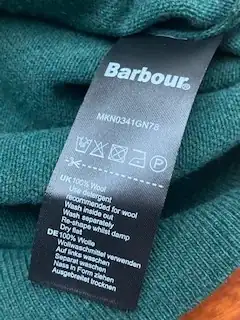 Barbour®
MKN0341GN78
UK 100% Wool
Use detergent
recommended for wool
Wash inside out
Wash separately
Re-shape whilst damp
Dry flat
DE 100% Wolle
Wollwaschmittel verwenden
Auf links waschen
Separat waschen
Nass in Form ziehen
Ausgebreitet trocknen